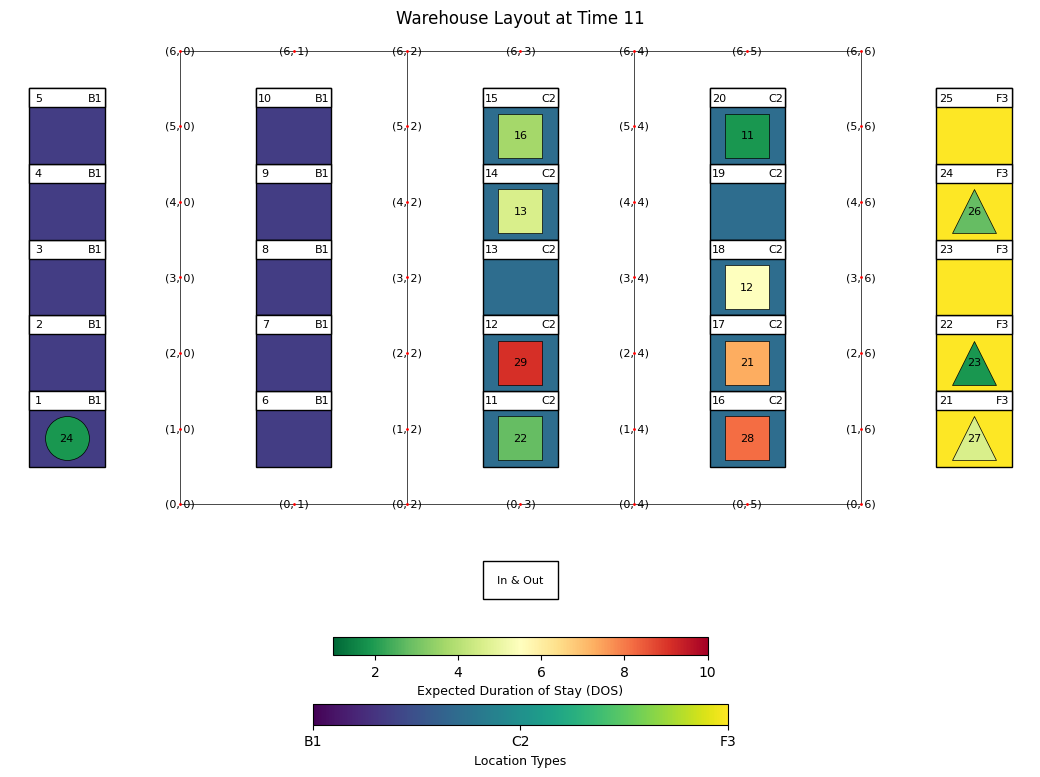 Warehouse Layout at Time 11
(6, 0) (6, 1) (6, 2) (6, 3) (6, 4) (6, 5) (6, 6)
5 B1 10 B1 15 C2 20 C2 25 F3
(5, 0) (5, 2) 16 (5, 4) 11 (5, 6)
4 B1 9 B1 14 C2 19 C2 24 F3
(4, 0) (4, 2) 13 (4, 4) (4, 6) 26
3 B1 8 B1 13 C2 18 C2 23 F3
(3, 0) (3, 2) (3, 4) 12 (3, 6)
2 B1 7 B1 12 C2 17 C2 22 F3
(2, 0) (2, 2) 29 (2, 4) 21 (2, 6) 23
1 B1 6 B1 11 C2 16 C2 21 F3
24 (1, 0) (1, 2) 22 (1, 4) 28 (1, 6) 27
(0, 0) (0, 1) (0, 2) (0, 3) (0, 4) (0, 5) (0, 6)
In & Out
2 4 6 8 10
Expected Duration of Stay (DOS)
B1 C2 F3
Location Types